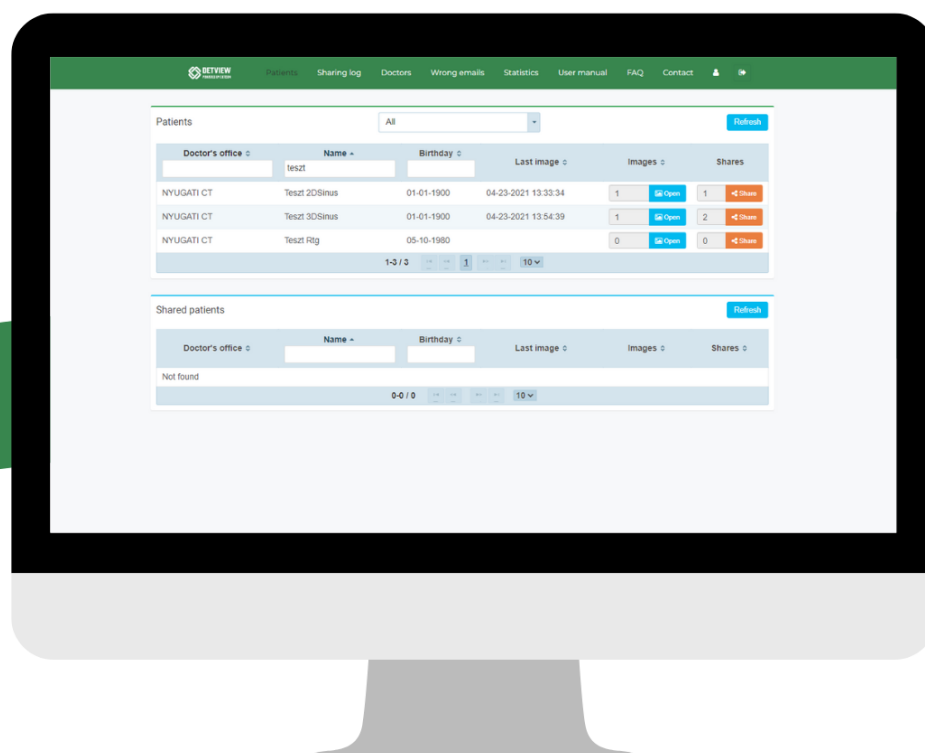 DETVIEW Patients Sharing log Doctors Wrong emails Statistics User manual FAQ Contact
Patients All Refresh
Doctor's office Name Birthday Last image Images Shares
teszt
NYUGATI CT Teszt 2DSinus 01-01-1900 04-23-2021 13:33:34 1 Open 1 Share
NYUGATI CT Teszt 3DSinus 01-01-1900 04-23-2021 13:54:39 1 Open 2 Share
NYUGATI CT Teszt Rtg 05-10-1980 0 Open 0 Share
1-3 / 3 1 10
Shared patients Refresh
Doctor's office Name Birthday Last image Images Shares
Not found
0-0 / 0 10